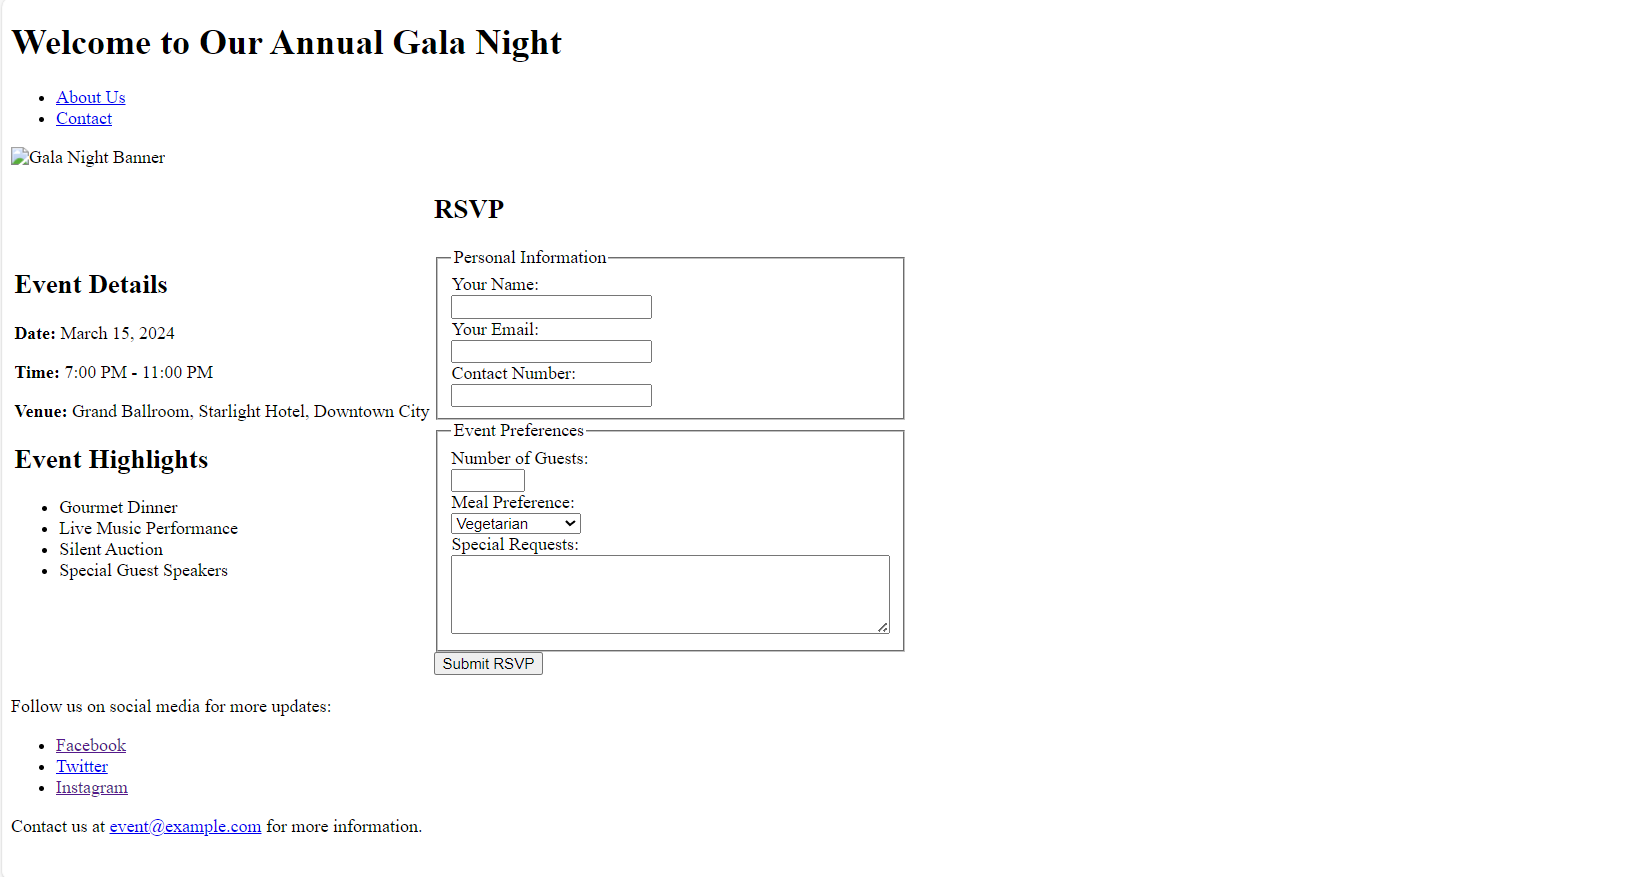 Welcome to Our Annual Gala Night
About Us
Contact
Gala Night Banner
Event Details
Date: March 15, 2024
Time: 7:00 PM - 11:00 PM
Venue: Grand Ballroom, Starlight Hotel, Downtown City
Event Highlights
Gourmet Dinner
Live Music Performance
Silent Auction
Special Guest Speakers
RSVP
Personal Information
Your Name:
Your Email:
Contact Number:
Event Preferences
Number of Guests:
Meal Preference:
Vegetarian
Special Requests:
Submit RSVP
Follow us on social media for more updates:
Facebook
Twitter
Instagram
Contact us at event@example.com for more information.